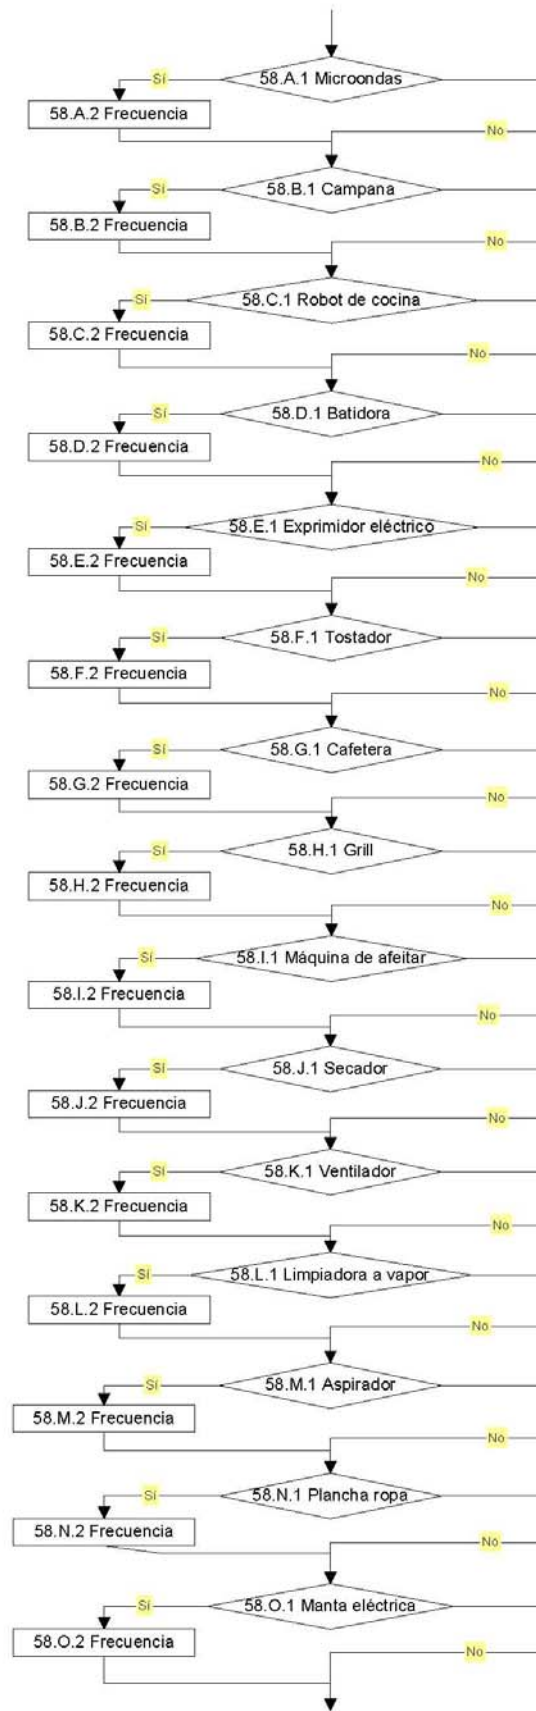 58.A.1 Microondas
Sí
58.A.2 Frecuencia
No
58.B.1 Campana
Sí
58.B.2 Frecuencia
No
58.C.1 Robot de cocina
Sí
58.C.2 Frecuencia
No
58.D.1 Batidora
Sí
58.D.2 Frecuencia
No
58.E.1 Exprimidor eléctrico
Sí
58.E.2 Frecuencia
No
58.F.1 Tostador
Sí
58.F.2 Frecuencia
No
58.G.1 Cafetera
Sí
58.G.2 Frecuencia
No
58.H.1 Grill
Sí
58.H.2 Frecuencia
No
58.I.1 Máquina de afeitar
Sí
58.I.2 Frecuencia
No
58.J.1 Secador
Sí
58.J.2 Frecuencia
No
58.K.1 Ventilador
Sí
58.K.2 Frecuencia
No
58.L.1 Limpiadora a vapor
Sí
58.L.2 Frecuencia
No
58.M.1 Aspirador
Sí
58.M.2 Frecuencia
No
58.N.1 Plancha ropa
Sí
58.N.2 Frecuencia
No
58.O.1 Manta eléctrica
Sí
58.O.2 Frecuencia
No